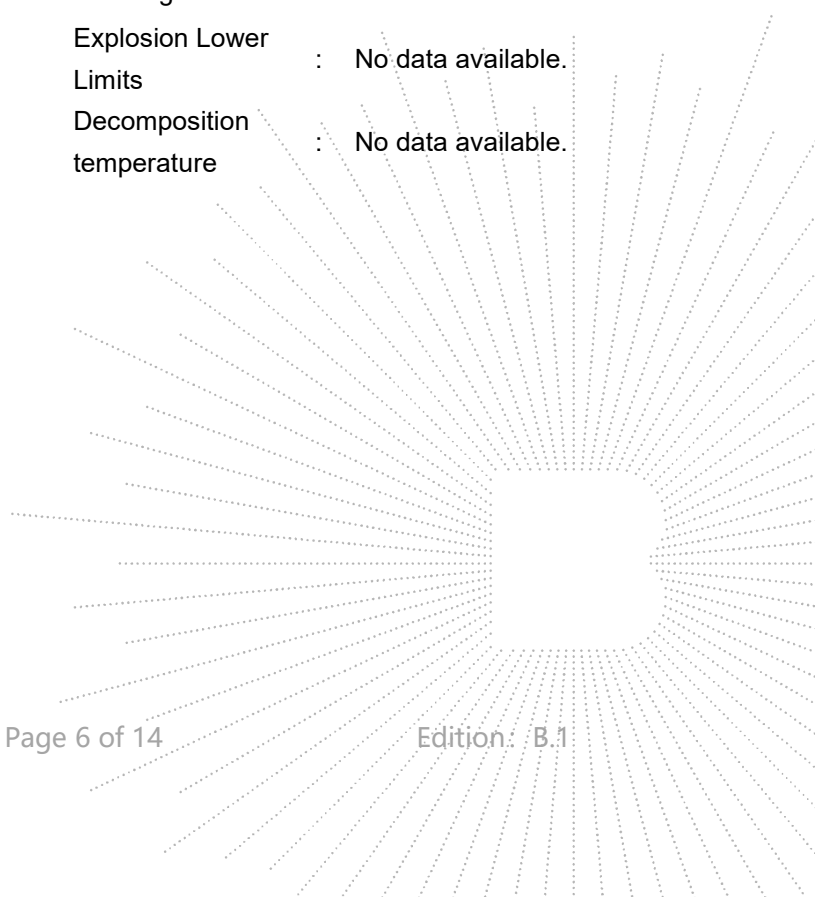 Explosion Lower
Limits
: No data available.
Decomposition
temperature
: No data available.
Page 6 of 14
Edition: B.1